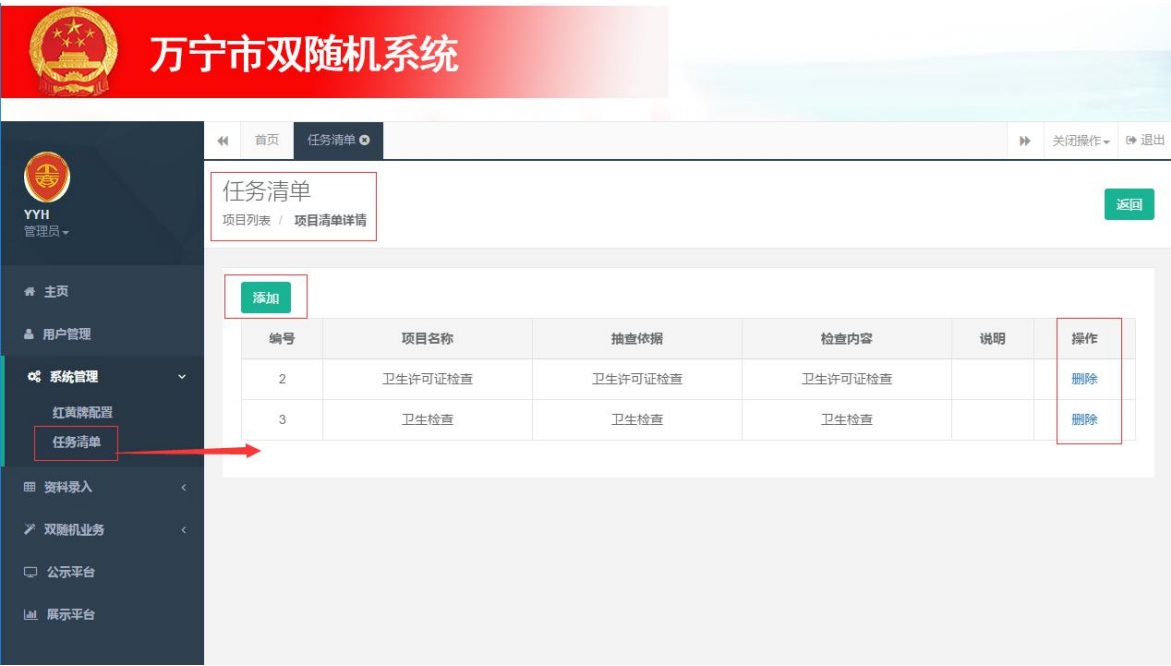 万宁市双随机系统
首页 任务清单 关闭操作 退出
YYH
管理员
主页
用户管理
系统管理
红黄牌配置
任务清单
资料录入
双随机业务
公示平台
展示平台
任务清单
项目列表 / 项目清单详情
返回
添加
编号 项目名称 抽查依据 检查内容 说明 操作
2 卫生许可证检查 卫生许可证检查 卫生许可证检查 删除
3 卫生检查 卫生检查 卫生检查 删除